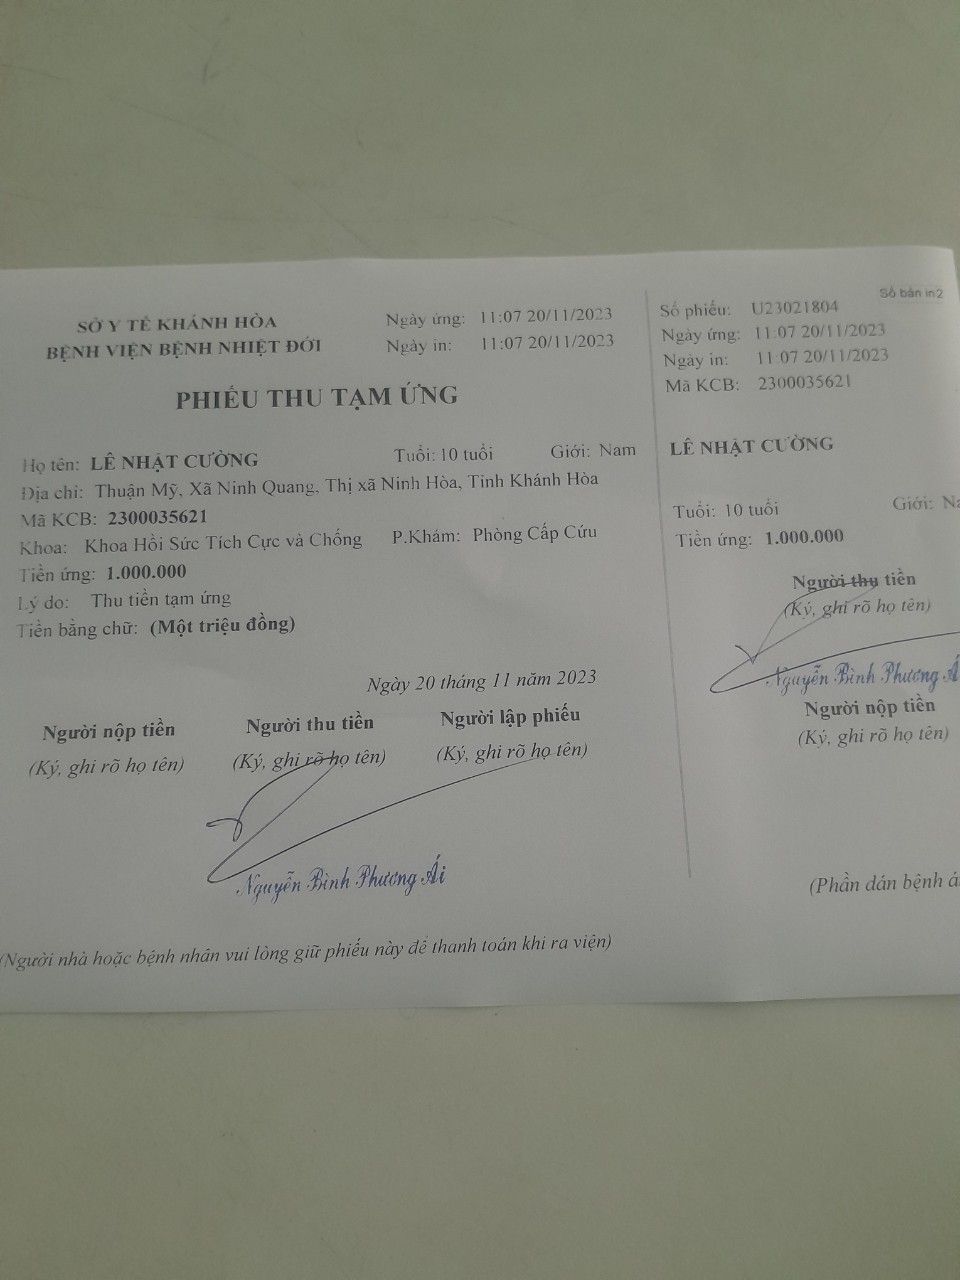 SỞ Y TẾ KHÁNH HÒA
BỆNH VIỆN BỆNH NHIỆT ĐỚI
Ngày ứng: 11:07 20/11/2023
Ngày in: 11:07 20/11/2023
PHIẾU THU TẠM ỨNG
Họ tên: LÊ NHẬT CƯỜNG Tuổi: 10 tuổi Giới: Nam
Địa chỉ: Thuận Mỹ, Xã Ninh Quang, Thị xã Ninh Hòa, Tỉnh Khánh Hòa
Mã KCB: 2300035621
Khoa: Khoa Hồi Sức Tích Cực và Chống P.Khám: Phòng Cấp Cứu
Tiền ứng: 1.000.000
Lý do: Thu tiền tạm ứng
Tiền bằng chữ: (Một triệu đồng)
Ngày 20 tháng 11 năm 2023
Người nộp tiền Người thu tiền Người lập phiếu
(Ký, ghi rõ họ tên) (Ký, ghi rõ họ tên) (Ký, ghi rõ họ tên)
Nguyễn Bình Phương Ái
(Người nhà hoặc bệnh nhân vui lòng giữ phiếu này để thanh toán khi ra viện)
Số bản in2
Số phiếu: U23021804
Ngày ứng: 11:07 20/11/2023
Ngày in: 11:07 20/11/2023
Mã KCB: 2300035621
LÊ NHẬT CƯỜNG
Tuổi: 10 tuổi Giới: Na
Tiền ứng: 1.000.000
Người thu tiền
(Ký, ghi rõ họ tên)
Nguyễn Bình Phương Á
Người nộp tiền
(Ký, ghi rõ họ tên)
(Phần dán bệnh á